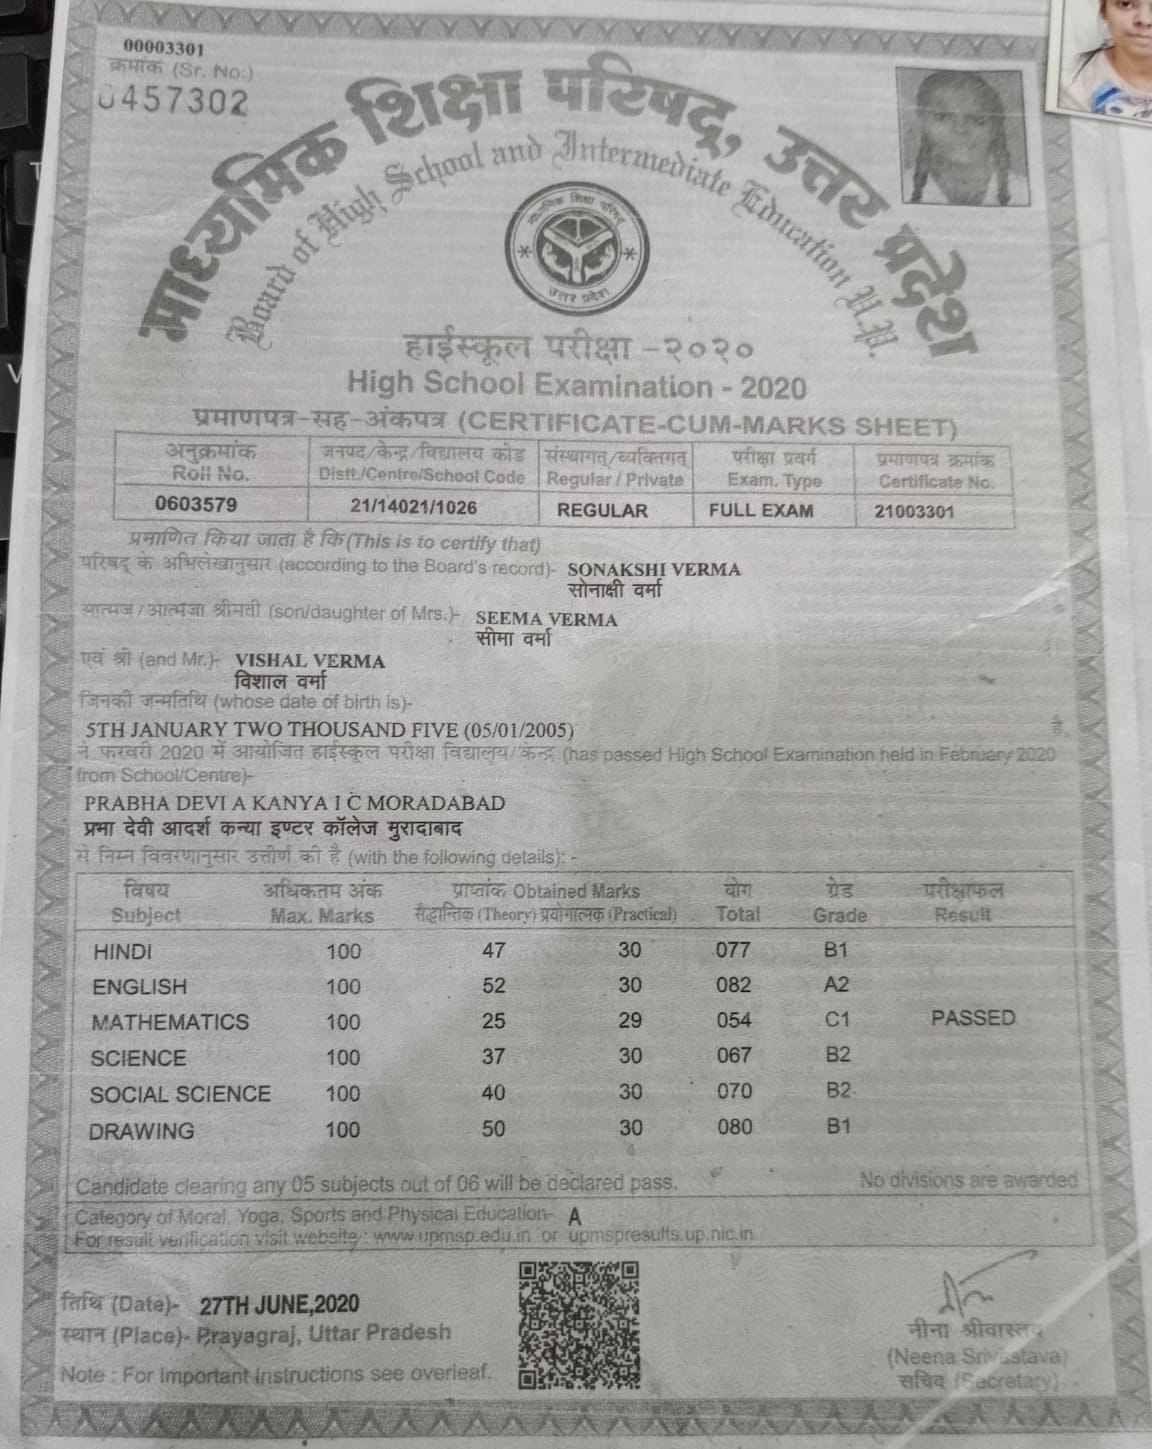 00003301
क्रमांक (Sr. No.)
0457302
माध्यमिक शिक्षा परिषद्, उत्तर प्रदेश
Board of High School and Intermediate Education U.P.
माध्यमिक शिक्षा परिषद्
उत्तर प्रदेश
हाईस्कूल परीक्षा -२०२०
High School Examination - 2020
प्रमाणपत्र-सह-अंकपत्र (CERTIFICATE-CUM-MARKS SHEET)
अनुक्रमांक जनपद/केन्द्र/विद्यालय कोड संस्थागत्/व्यक्तिगत् परीक्षा प्रवर्ग प्रमाणपत्र क्रमांक
Roll No. Distt./Centre/School Code Regular / Private Exam. Type Certificate No.
0603579 21/14021/1026 REGULAR FULL EXAM 21003301
प्रमाणित किया जाता है कि (This is to certify that)
परिषद् के अभिलेखानुसार (according to the Board's record)- SONAKSHI VERMA
सोनाक्षी वर्मा
आत्मज/आत्मजा श्रीमती (son/daughter of Mrs.)- SEEMA VERMA
सीमा वर्मा
एवं श्री (and Mr.)- VISHAL VERMA
विशाल वर्मा
जिनकी जन्मतिथि (whose date of birth is)-
5TH JANUARY TWO THOUSAND FIVE (05/01/2005) है,
ने फरवरी 2020 में आयोजित हाईस्कूल परीक्षा विद्यालय/केन्द्र (has passed High School Examination held in February 2020
from School/Centre)-
PRABHA DEVI A KANYA I C MORADABAD
प्रभा देवी आदर्श कन्या इण्टर कॉलेज मुरादाबाद
से निम्न विवरणानुसार उत्तीर्ण की है (with the following details): -
विषय अधिकतम अंक प्राप्तांक Obtained Marks योग ग्रेड परीक्षाफल
Subject Max. Marks सैद्धान्तिक (Theory) प्रयोगात्मक (Practical) Total Grade Result
HINDI 100 47 30 077 B1
ENGLISH 100 52 30 082 A2
MATHEMATICS 100 25 29 054 C1 PASSED
SCIENCE 100 37 30 067 B2
SOCIAL SCIENCE 100 40 30 070 B2
DRAWING 100 50 30 080 B1
Candidate clearing any 05 subjects out of 06 will be declared pass. No divisions are awarded
Category of Moral, Yoga, Sports and Physical Education- A
For result verification visit website : www.upmsp.edu.in or upmspresults.up.nic.in
तिथि (Date)- 27TH JUNE,2020
स्थान (Place)- Prayagraj, Uttar Pradesh
Note : For Important Instructions see overleaf.
नीना श्रीवास्तव
(Neena Srivastava)
सचिव (Secretary)